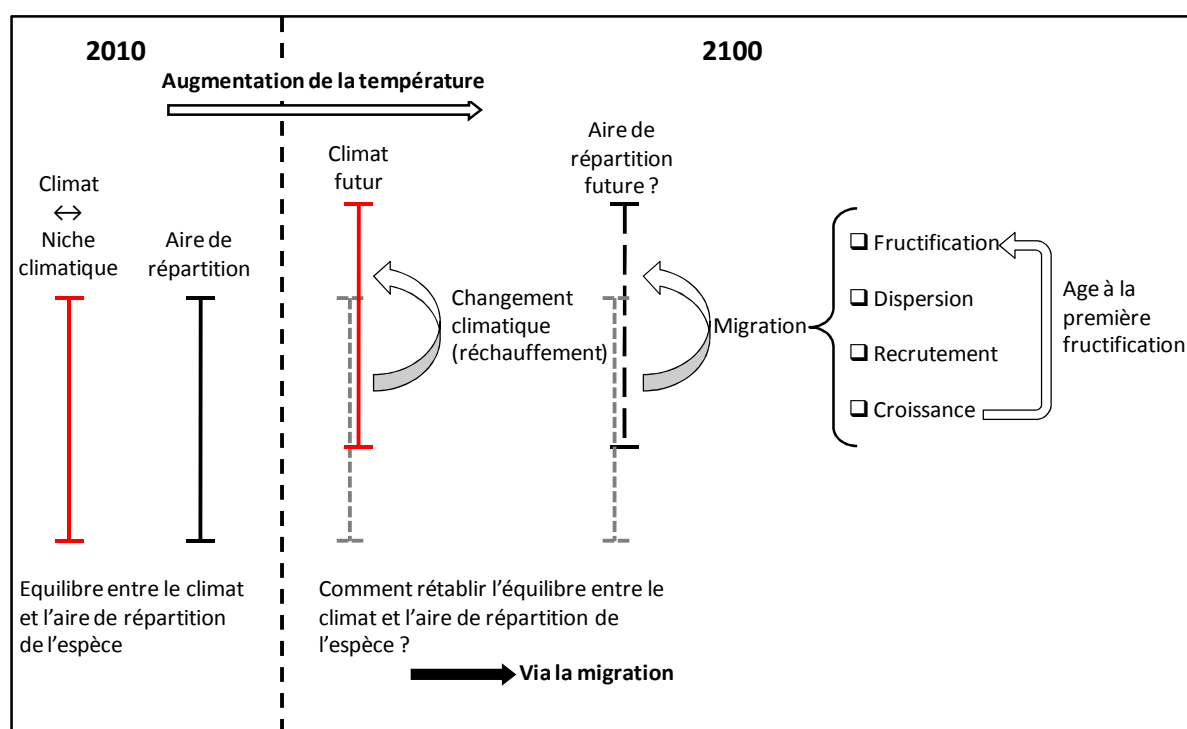 2010
2100
Augmentation de la température
Climat
↔
Niche
climatique
Aire de
répartition
Climat
futur
Changement
climatique
(réchauffement)
Aire de
répartition
future ?
Migration
❑ Fructification
❑ Dispersion
❑ Recrutement
❑ Croissance
Age à la
première
fructification
Equilibre entre le climat
et l’aire de répartition
de l’espèce
Comment rétablir l’équilibre entre le
climat et l’aire de répartition de
l’espèce ?
Via la migration